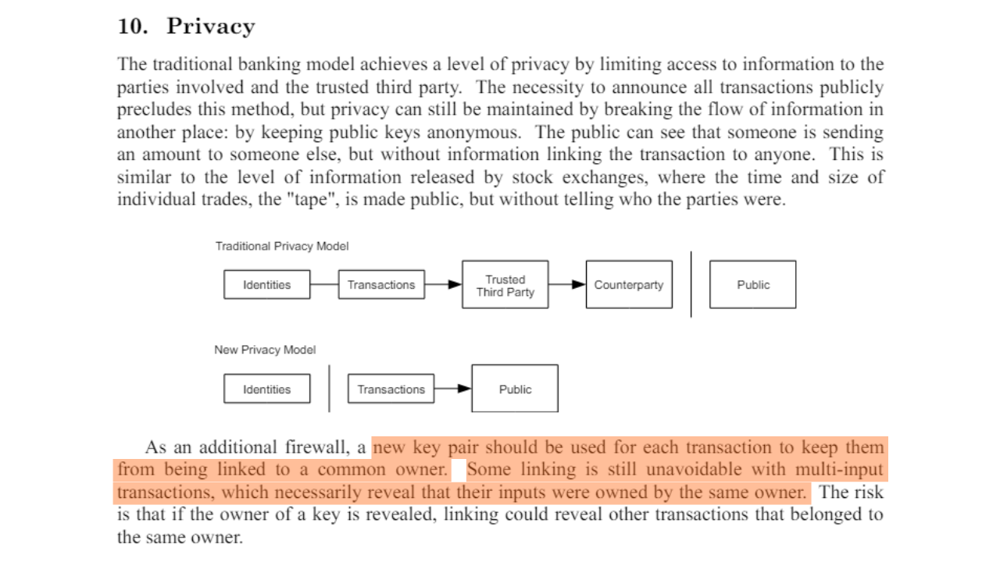 10. Privacy
The traditional banking model achieves a level of privacy by limiting access to information to the
parties involved and the trusted third party. The necessity to announce all transactions publicly
precludes this method, but privacy can still be maintained by breaking the flow of information in
another place: by keeping public keys anonymous. The public can see that someone is sending
an amount to someone else, but without information linking the transaction to anyone. This is
similar to the level of information released by stock exchanges, where the time and size of
individual trades, the "tape", is made public, but without telling who the parties were.
Traditional Privacy Model
Identities
Transactions
Trusted
Third Party
Counterparty
Public
New Privacy Model
Identities
Transactions
Public
As an additional firewall, a new key pair should be used for each transaction to keep them
from being linked to a common owner. Some linking is still unavoidable with multi-input
transactions, which necessarily reveal that their inputs were owned by the same owner. The risk
is that if the owner of a key is revealed, linking could reveal other transactions that belonged to
the same owner.